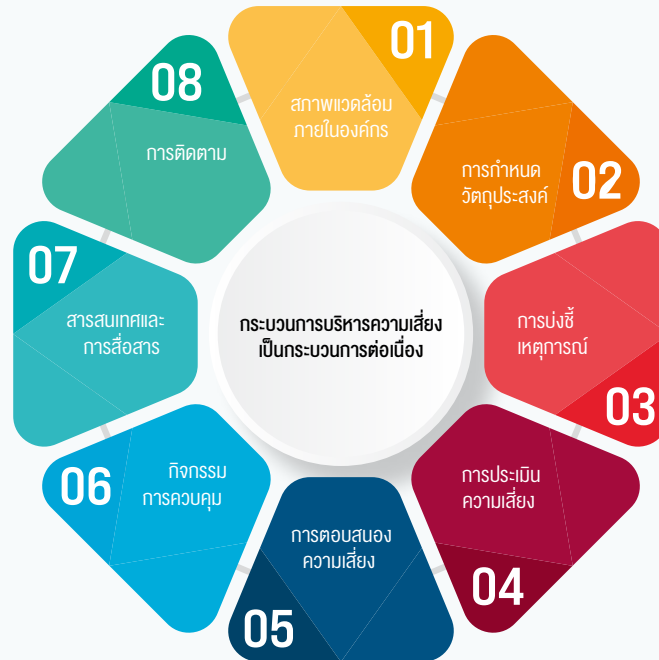 01
สภาพแวดล้อม
ภายในองค์กร
02
การกำหนด
วัตถุประสงค์
03
การบ่งชี้
เหตุการณ์
04
การประเมิน
ความเสี่ยง
05
การตอบสนอง
ความเสี่ยง
06
กิจกรรม
การควบคุม
07
สารสนเทศและ
การสื่อสาร
08
การติดตาม
กระบวนการบริหารความเสี่ยง
เป็นกระบวนการต่อเนื่อง